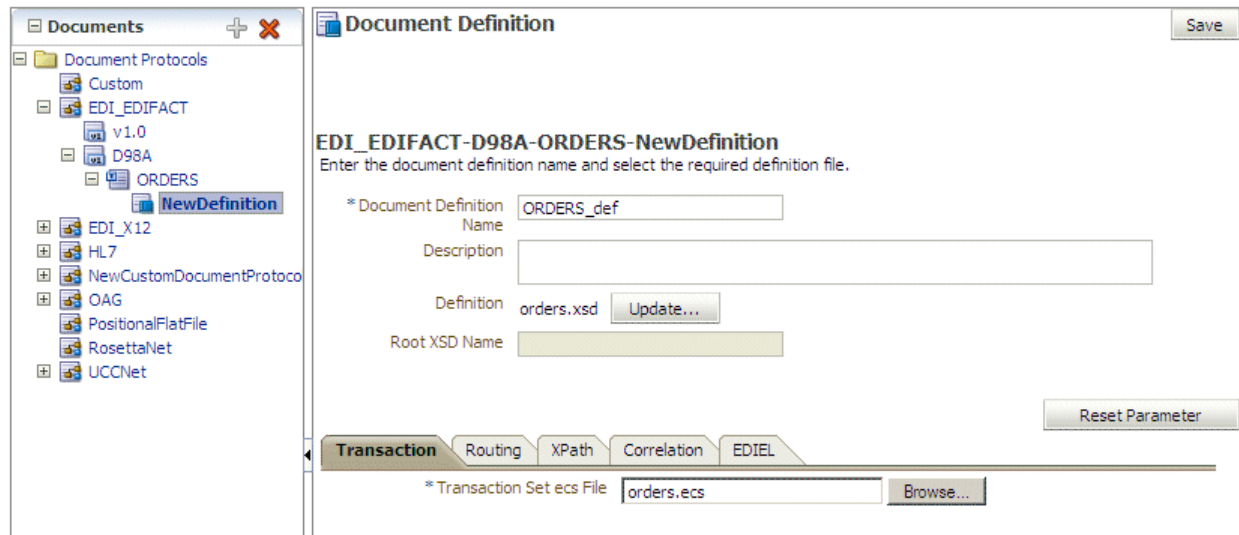 Documents
Document Protocols
Custom
EDI_EDIFACT
v1.0
D98A
ORDERS
NewDefinition
EDI_X12
HL7
NewCustomDocumentProtoco
OAG
PositionalFlatFile
RosettaNet
UCCNet
Document Definition
Save
EDI_EDIFACT-D98A-ORDERS-NewDefinition
Enter the document definition name and select the required definition file.
* Document Definition Name
ORDERS_def
Description
Definition
orders.xsd
Update...
Root XSD Name
Reset Parameter
Transaction
Routing
XPath
Correlation
EDIEL
* Transaction Set ecs File
orders.ecs
Browse...